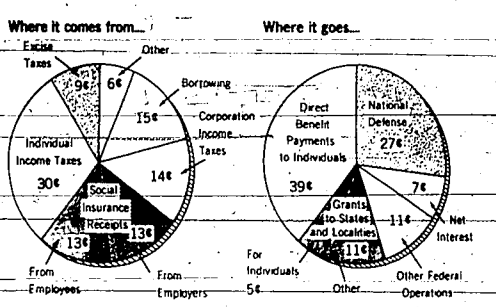 Where it comes from....
Excise
Taxes
Other
9¢
6¢
Borrowing
15¢
Corporation
Income
Taxes
14¢
Individual
Income Taxes
30¢
Social
Insurance
Receipts
13¢
13¢
From
Employees
From
Employers
Where it goes....
Direct
Benefit
Payments
to Individuals
39¢
National
Defense
27¢
7¢
Net
Interest
11¢
Other Federal
Operations
Grants
to States
and Localities
11¢
For
Individuals
5¢
Other